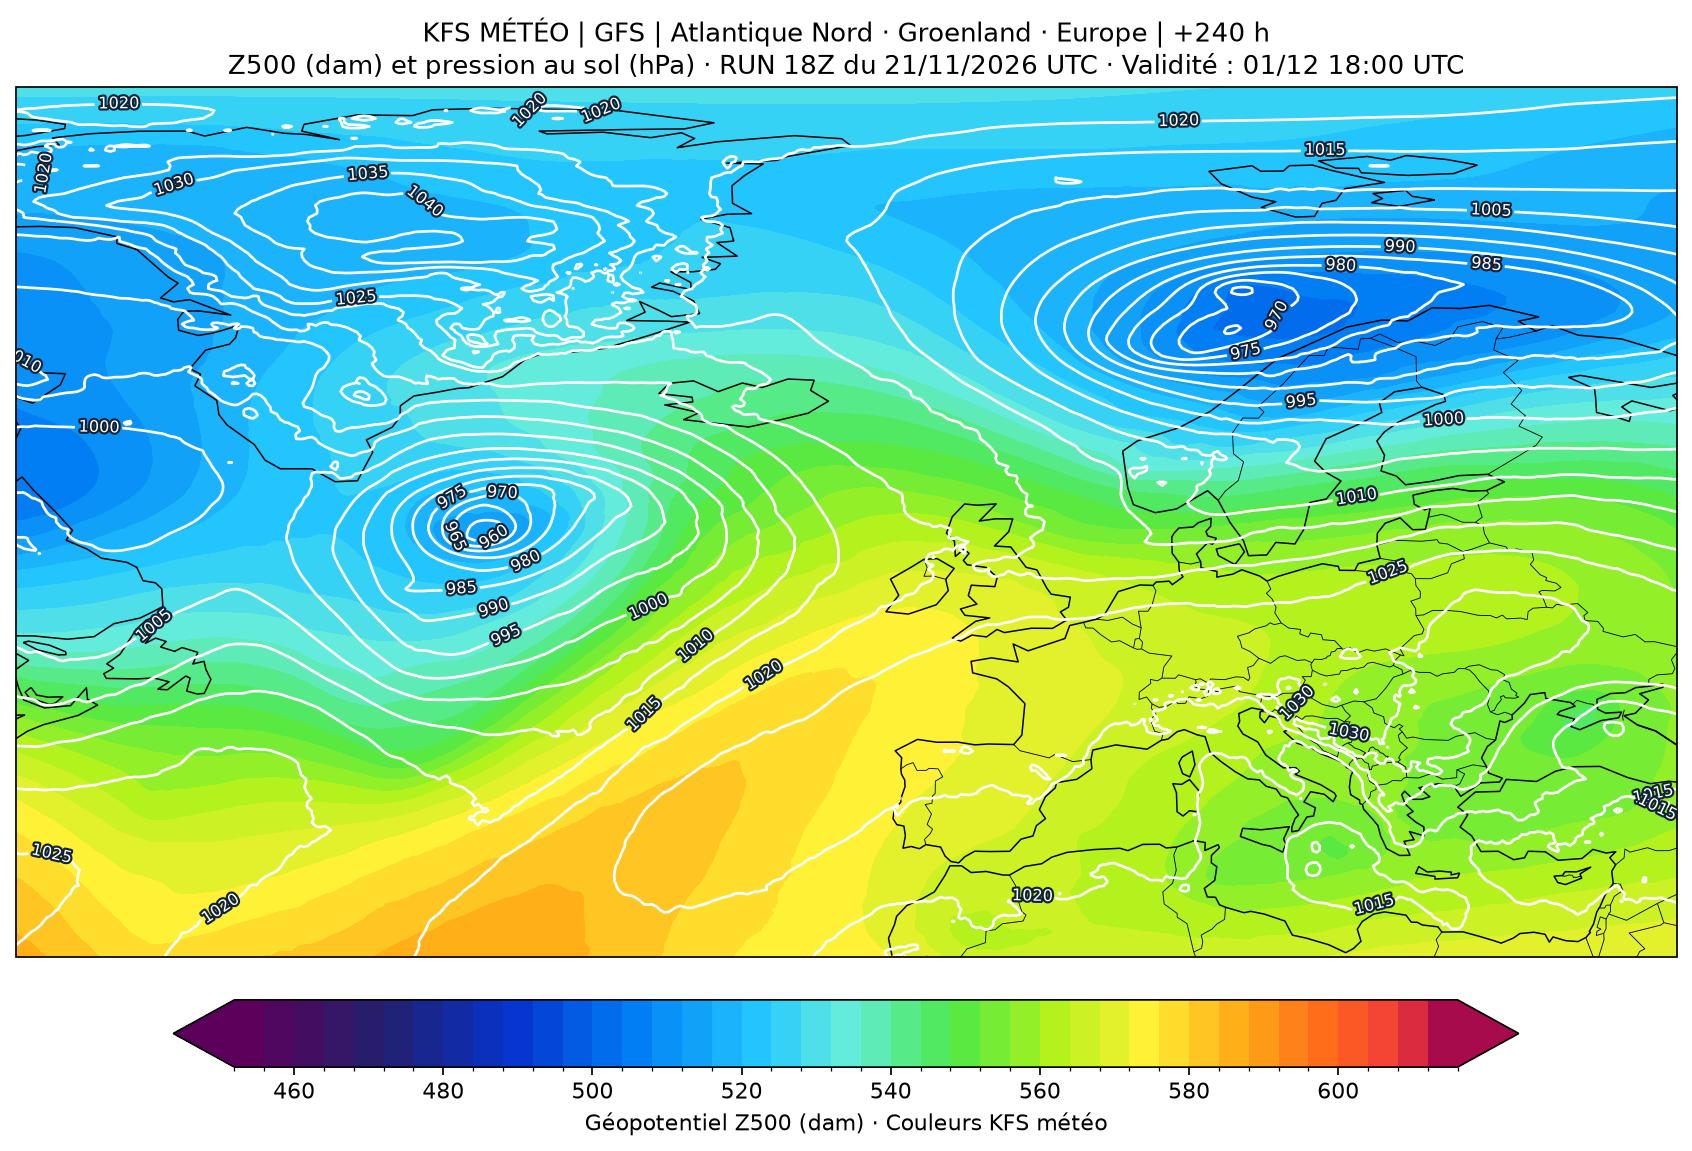 KFS MÉTÉO | GFS | Atlantique Nord · Groenland · Europe | +240 h
Z500 (dam) et pression au sol (hPa) · RUN 18Z du 21/11/2026 UTC · Validité : 01/12 18:00 UTC
1020 1020 1020 1020
1015
1020 1030 1035 1040 1005
990
980 985
1025 970
975
010
995
1000 1000
975 970 1010
965 960
980
985 1025
990 1000
1005 995
1010
1020
1015 1030
1030
1015
1015
1025
1020 1020 1015
460 480 500 520 540 560 580 600
Géopotentiel Z500 (dam) · Couleurs KFS météo